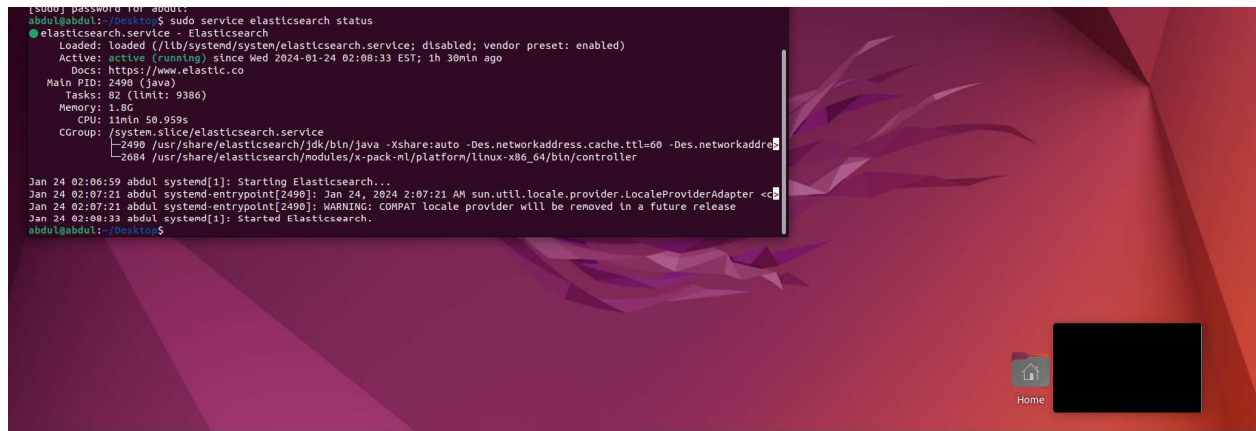 [sudo] password for abdul:
abdul@abdul:~/Desktop$ sudo service elasticsearch status
elasticsearch.service - Elasticsearch
Loaded: loaded (/lib/systemd/system/elasticsearch.service; disabled; vendor preset: enabled)
Active: active (running) since Wed 2024-01-24 02:08:33 EST; 1h 30min ago
Docs: https://www.elastic.co
Main PID: 2490 (java)
Tasks: 82 (limit: 9386)
Memory: 1.8G
CPU: 11min 50.959s
CGroup: /system.slice/elasticsearch.service
├─2490 /usr/share/elasticsearch/jdk/bin/java -Xshare:auto -Des.networkaddress.cache.ttl=60 -Des.networkaddre>
└─2684 /usr/share/elasticsearch/modules/x-pack-ml/platform/linux-x86_64/bin/controller
Jan 24 02:06:59 abdul systemd[1]: Starting Elasticsearch...
Jan 24 02:07:21 abdul systemd-entrypoint[2490]: Jan 24, 2024 2:07:21 AM sun.util.locale.provider.LocaleProviderAdapter <c>
Jan 24 02:07:21 abdul systemd-entrypoint[2490]: WARNING: COMPAT locale provider will be removed in a future release
Jan 24 02:08:33 abdul systemd[1]: Started Elasticsearch.
abdul@abdul:~/Desktop$
Home